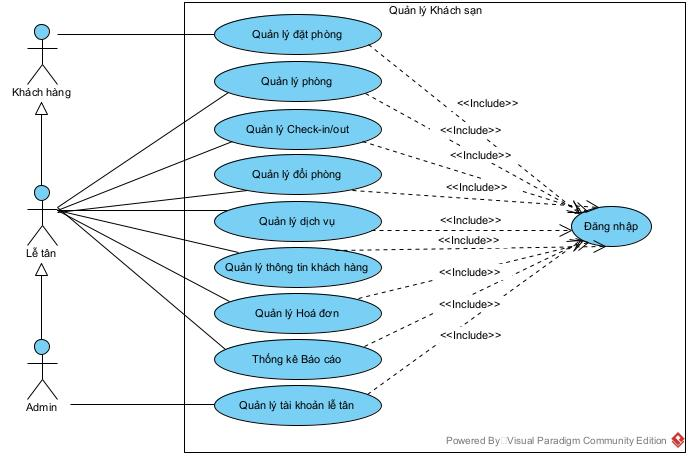 Quản lý Khách sạn
Quản lý đặt phòng
Khách hàng
Quản lý phòng
<<Include>>
Quản lý Check-in/out
<<Include>>
<<Include>>
Quản lý đổi phòng
<<Include>>
Lễ tân
Quản lý dịch vụ
<<Include>>
Đăng nhập
<<Include>>
Quản lý thông tin khách hàng
<<Include>>
Quản lý Hoá đơn
<<Include>>
<<Include>>
Thống kê Báo cáo
Admin
Quản lý tài khoản lễ tân
Powered By Visual Paradigm Community Edition